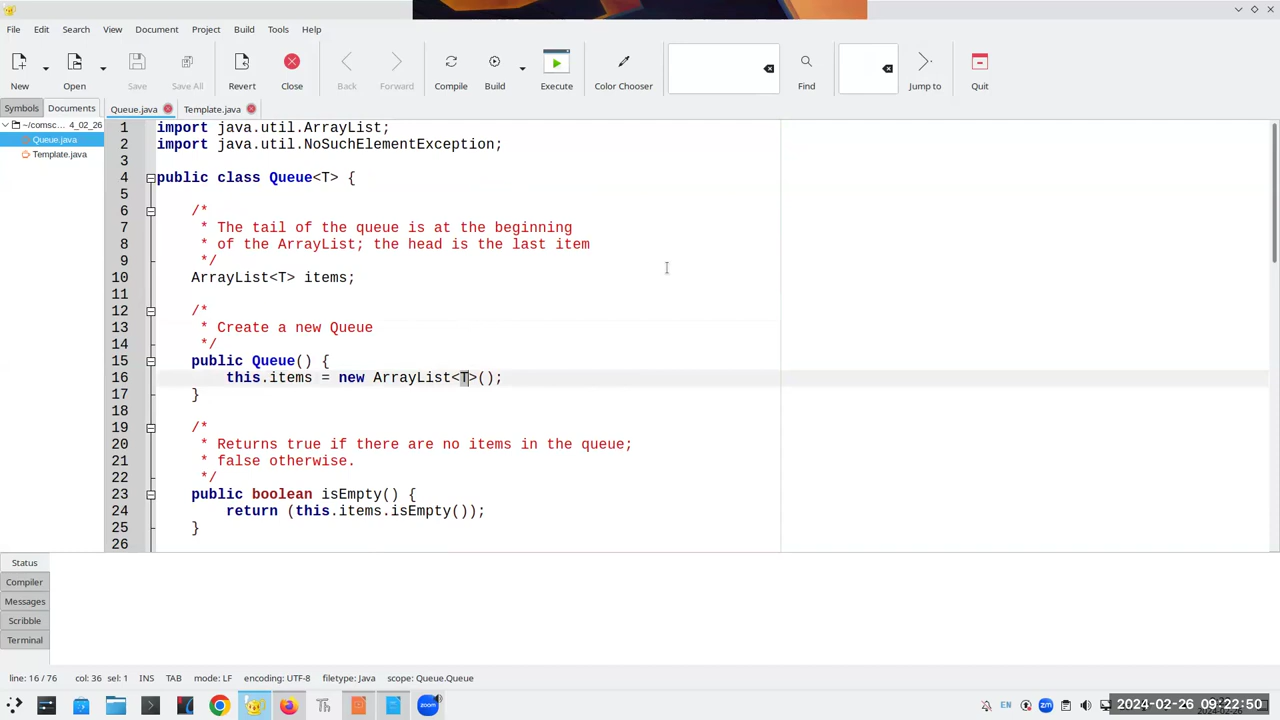 File Edit Search View Document Project Build Tools Help
New Open Save Save All Revert Close Back Forward Compile Build Execute Color Chooser Find Jump to Quit
Symbols Documents Queue.java Template.java
~/comsc... 4_02_26
Queue.java
Template.java
1 import java.util.ArrayList;
2 import java.util.NoSuchElementException;
3
4 public class Queue<T> {
5
6 /*
7 * The tail of the queue is at the beginning
8 * of the ArrayList; the head is the last item
9 */
10 ArrayList<T> items;
11
12 /*
13 * Create a new Queue
14 */
15 public Queue() {
16 this.items = new ArrayList<T>();
17 }
18
19 /*
20 * Returns true if there are no items in the queue;
21 * false otherwise.
22 */
23 public boolean isEmpty() {
24 return (this.items.isEmpty());
25 }
26
Status
Compiler
Messages
Scribble
Terminal
line: 16 / 76 col: 36 sel: 1 INS TAB mode: LF encoding: UTF-8 filetype: Java scope: Queue.Queue
Th zoom EN zm 2024-02-26 09:22:50